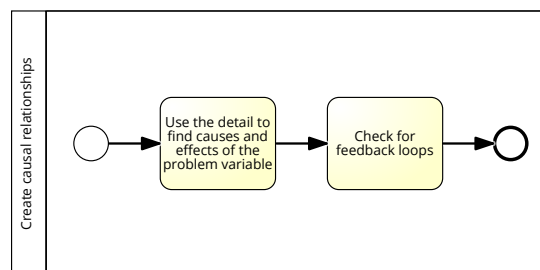 Create causal relationships
Use the detail to
find causes and
effects of the
problem variable
Check for
feedback loops